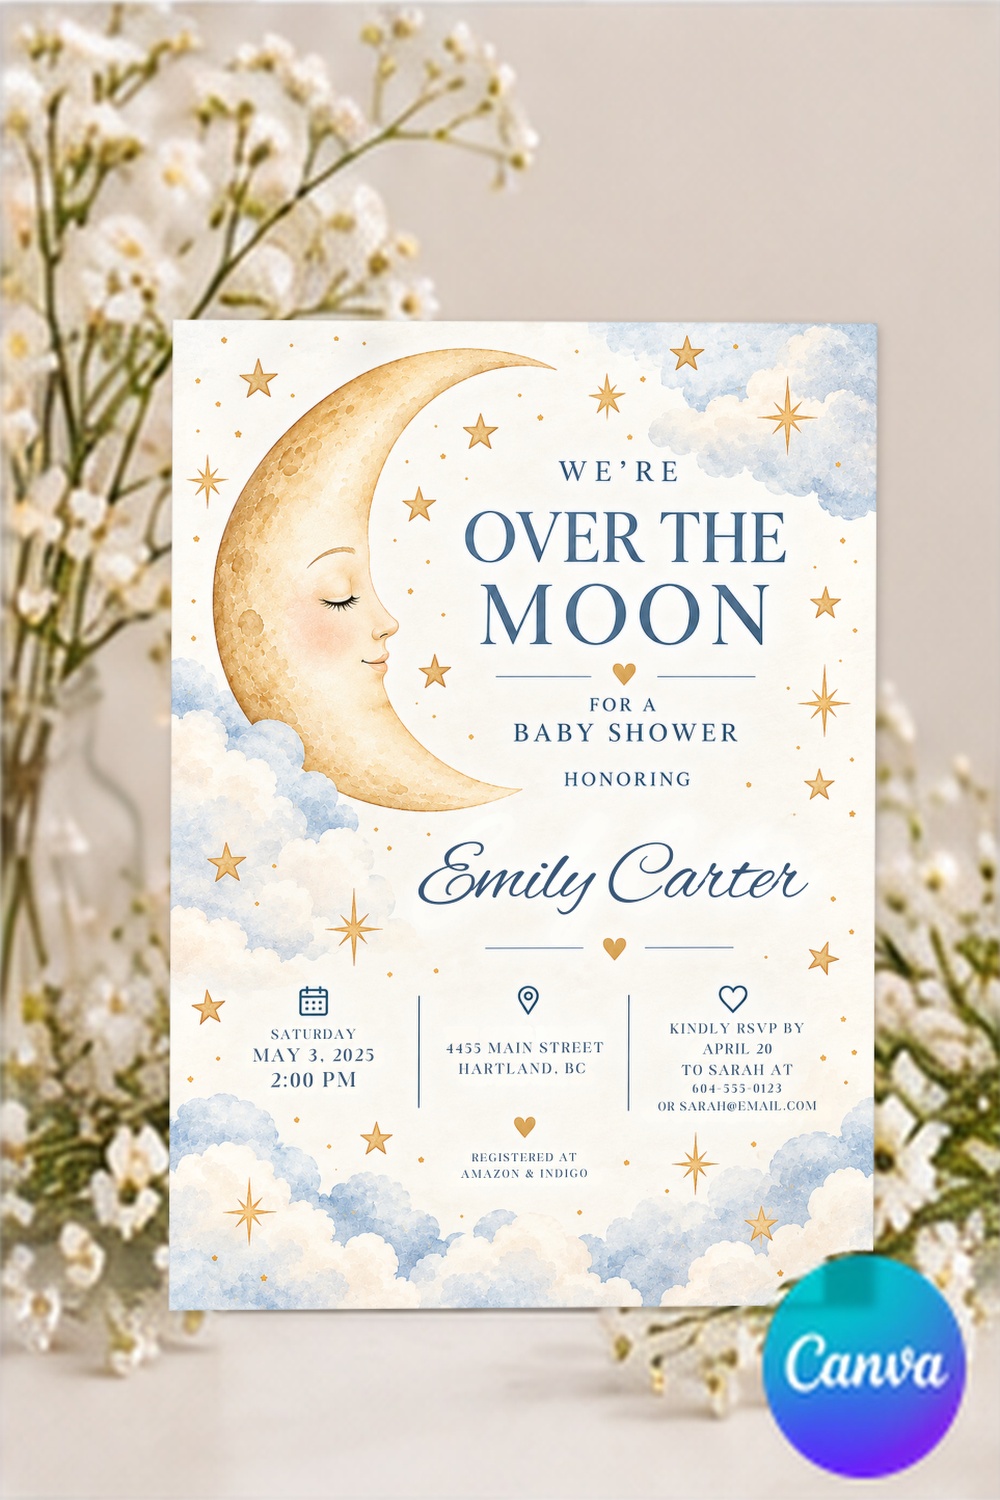 WE'RE
OVER THE
MOON
FOR A
BABY SHOWER
HONORING
Emily Carter
SATURDAY
MAY 3, 2025
2:00 PM
4455 MAIN STREET
HARTLAND, BC
KINDLY RSVP BY
APRIL 20
TO SARAH AT
604-555-0123
OR SARAH@EMAIL.COM
REGISTERED AT
AMAZON & INDIGO
Canva